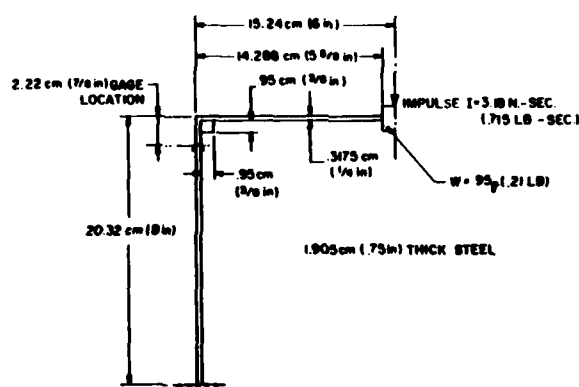 15.24 cm (6 in)
14.288 cm (5 5/8 in)
2.22 cm (7/8 in) GAGE
LOCATION
.95 cm (3/8 in)
IMPULSE I = 3.18 N.-SEC.
(.715 LB-SEC.)
.3175 cm
(1/8 in)
.95 cm
(3/8 in)
W = 95g (.21 LB)
20.32 cm (8 in)
1.905 cm (.75 in) THICK STEEL